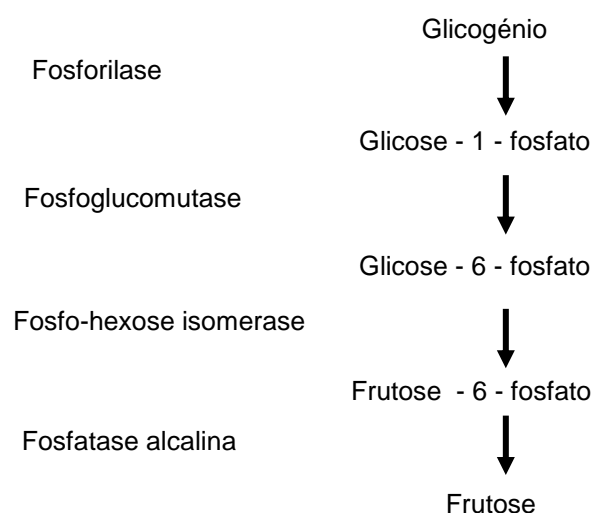 Glicogénio
Fosforilase
Glicose - 1 - fosfato
Fosfoglucomutase
Glicose - 6 - fosfato
Fosfo-hexose isomerase
Frutose - 6 - fosfato
Fosfatase alcalina
Frutose